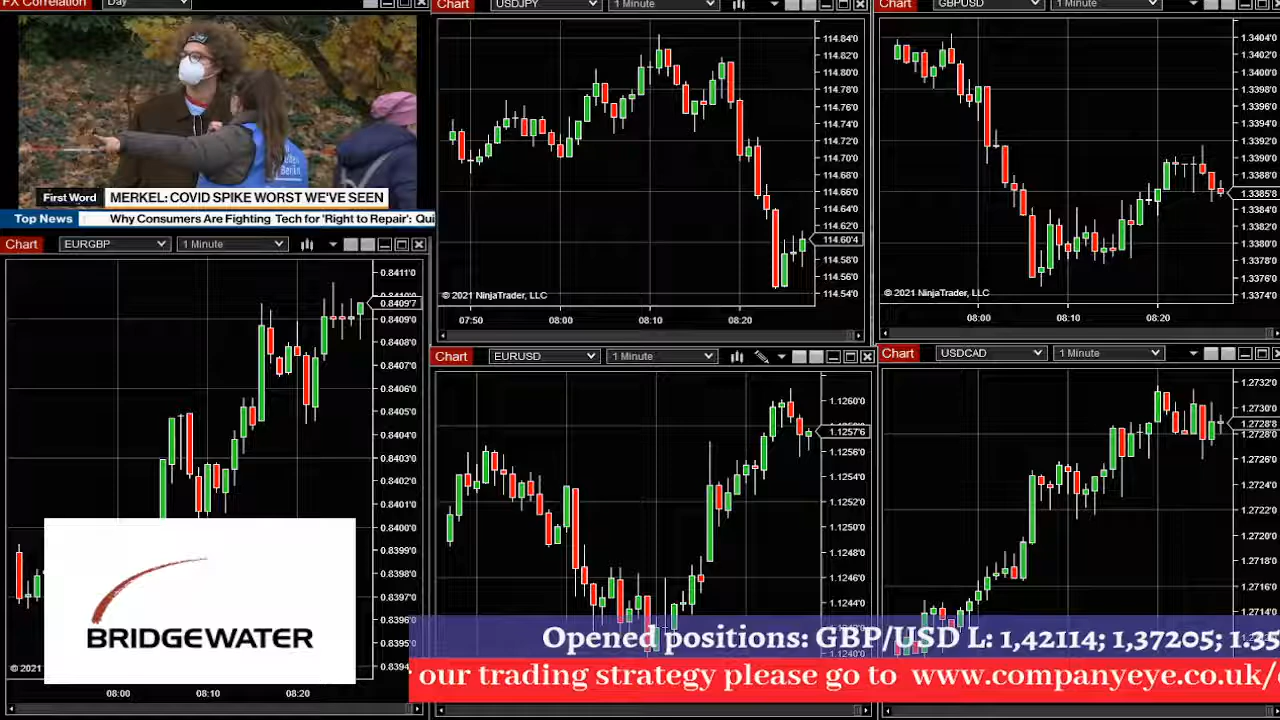 FX Correlation
Day
First Word
MERKEL: COVID SPIKE WORST WE'VE SEEN
Top News
Why Consumers Are Fighting Tech for 'Right to Repair': Qui
Berlin
Chart
USDJPY
1 Minute
114.84'0
114.80'0
114.78'0
114.76'0
114.74'0
114.72'0
114.70'0
114.68'0
114.66'0
114.64'0
114.62'0
114.60'4
114.58'0
114.56'0
114.54'0
© 2021 NinjaTrader, LLC
07:50
08:00
08:10
08:20
Chart
GBPUSD
1 Minute
1.3404'0
1.3402'0
1.3400'0
1.3398'0
1.3396'0
1.3394'0
1.3392'0
1.3390'0
1.3388'0
1.3385'8
1.3384'0
1.3382'0
1.3380'0
1.3378'0
1.3376'0
1.3374'0
© 2021 NinjaTrader, LLC
08:00
08:10
08:20
Chart
EURGBP
1 Minute
0.8411'0
0.8409'7
0.8409'0
0.8408'0
0.8407'0
0.8406'0
0.8405'0
0.8404'0
0.8403'0
0.8402'0
0.8401'0
0.8400'0
0.8399'0
0.8398'0
0.8397'0
0.8396'0
0.8395'0
0.8394
© 2021
08:00
08:10
08:20
BRIDGEWATER
Chart
EURUSD
1 Minute
1.1260'0
1.1257'6
1.1256'0
1.1254'0
1.1252'0
1.1250'0
1.1248'0
1.1246'0
1.1244'0
Chart
USDCAD
1 Minute
1.2732'0
1.2730'0
1.2728'8
1.2728'0
1.2726'0
1.2724'0
1.2722'0
1.2720'0
1.2718'0
1.2716'0
1.2714'0
Opened positions: GBP/USD L: 1,42114; 1,37205; 1,35
our trading strategy please go to www.companyeye.co.uk/